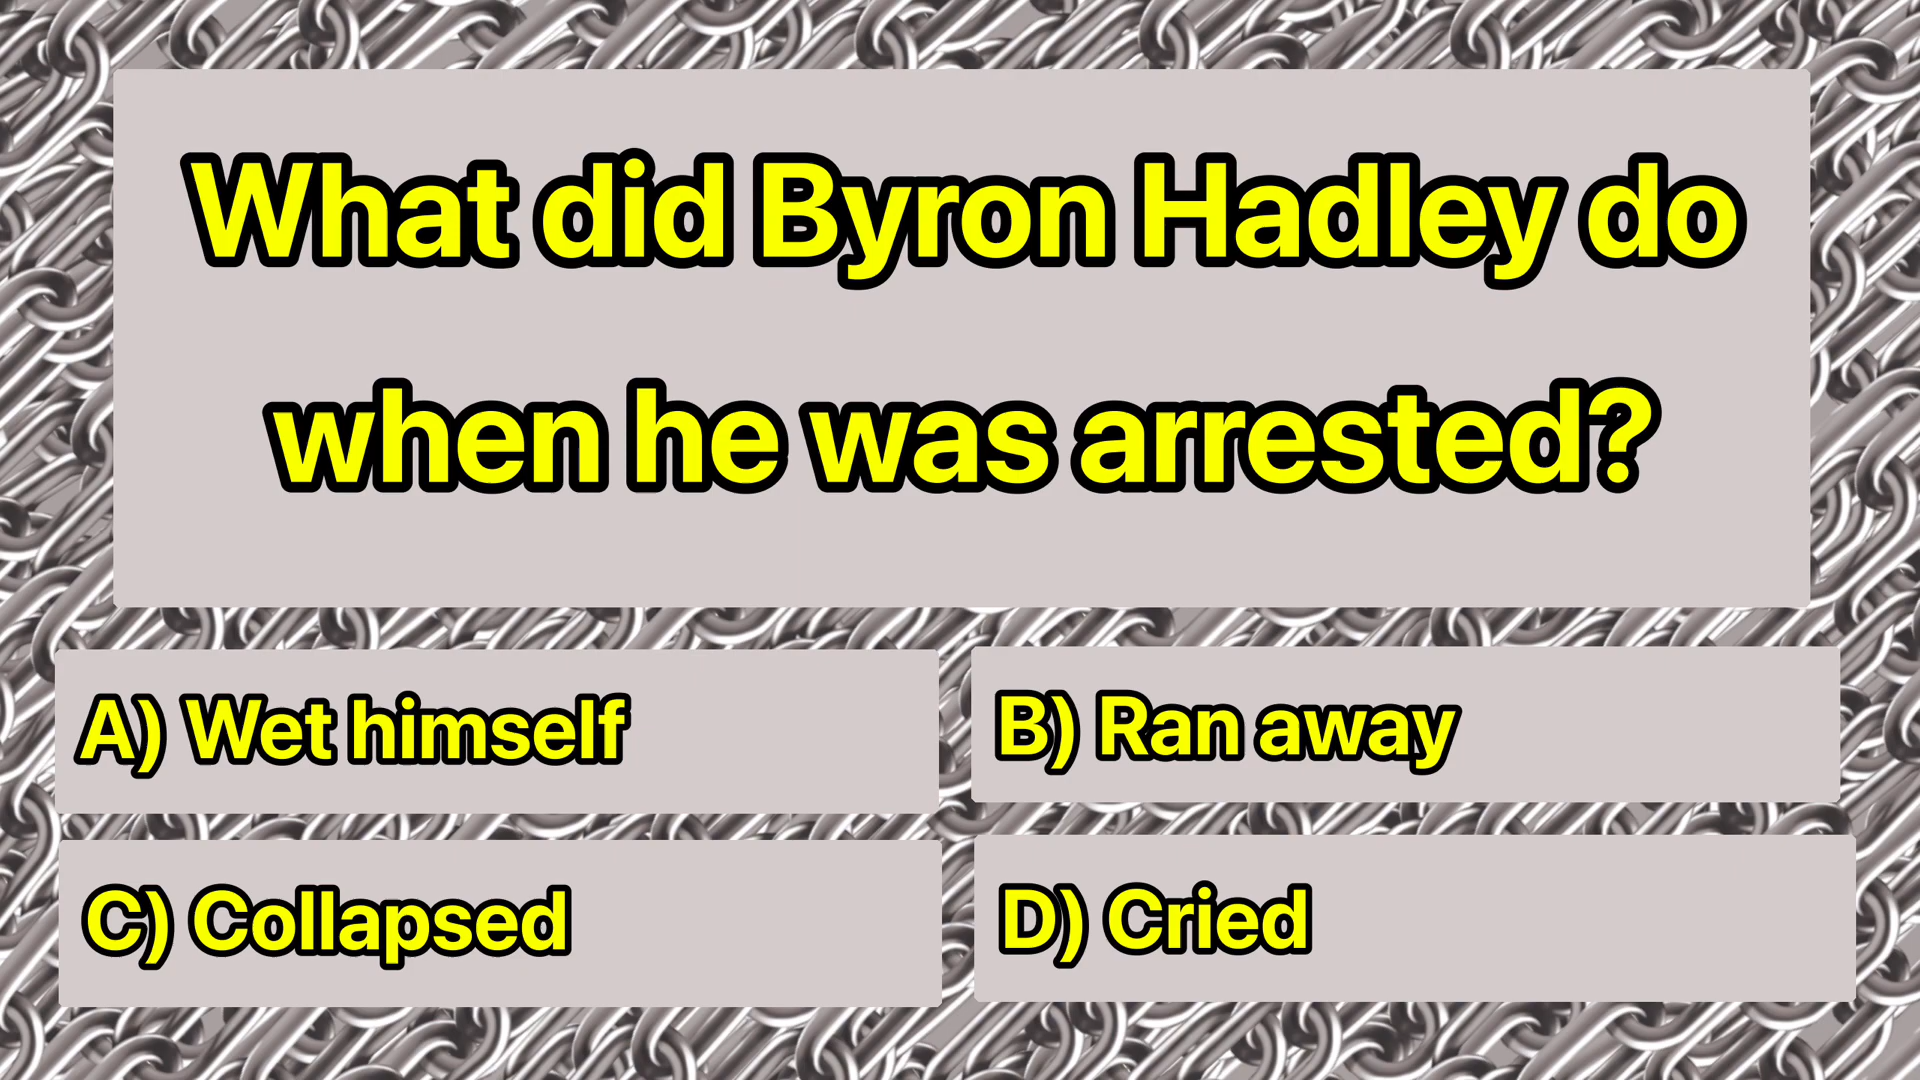 What did Byron Hadley do
when he was arrested?
A) Wet himself
B) Ran away
C) Collapsed
D) Cried